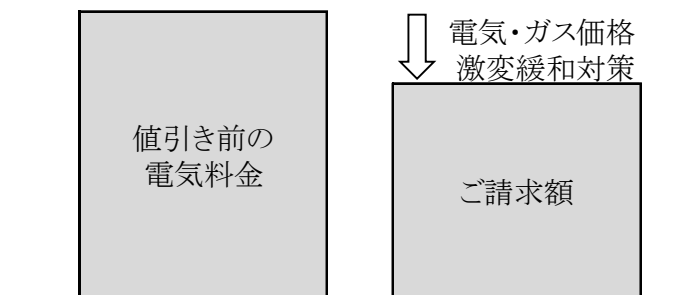 値引き前の
電気料金
電気・ガス価格
激変緩和対策
ご請求額